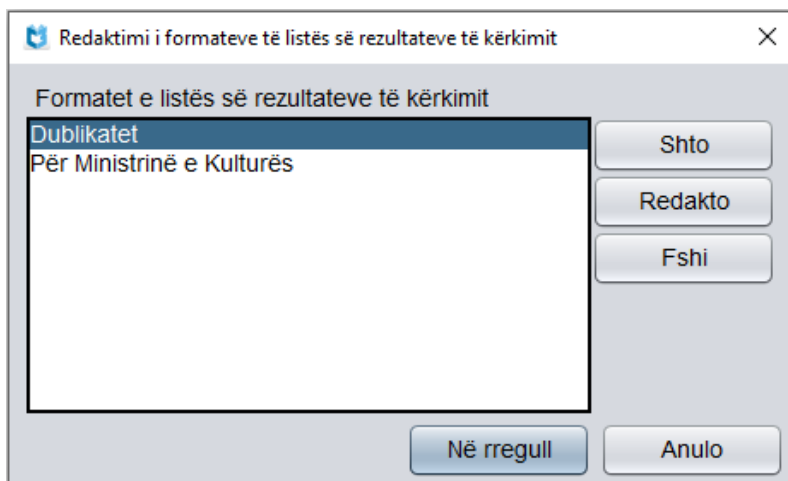 Redaktimi i formateve të listës së rezultateve të kërkimit
Formatet e listës së rezultateve të kërkimit
Dublikatet
Për Ministrinë e Kulturës
Shto
Redakto
Fshi
Në rregull
Anulo